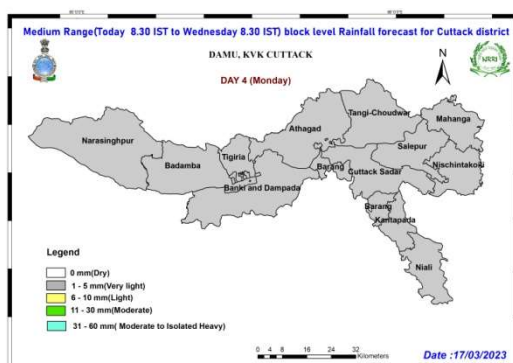 Medium Range(Today 8.30 IST to Wednesday 8.30 IST) block level Rainfall forecast for Cuttack district
DAMU, KVK CUTTACK
DAY 4 (Monday)
N
Narasinghpur
Badamba
Tigiria
Banki and Dampada
Athagad
Tangi-Choudwar
Mahanga
Salepur
Nischintakoili
Barang
Cuttack Sadar
Barang
Kantapada
Niali
Legend
0 mm(Dry)
1 - 5 mm(Very light)
6 - 10 mm(Light)
11 - 30 mm(Moderate)
31 - 60 mm( Moderate to Isolated Heavy)
0 4 8 16 24 32
Kilometers
Date :17/03/2023